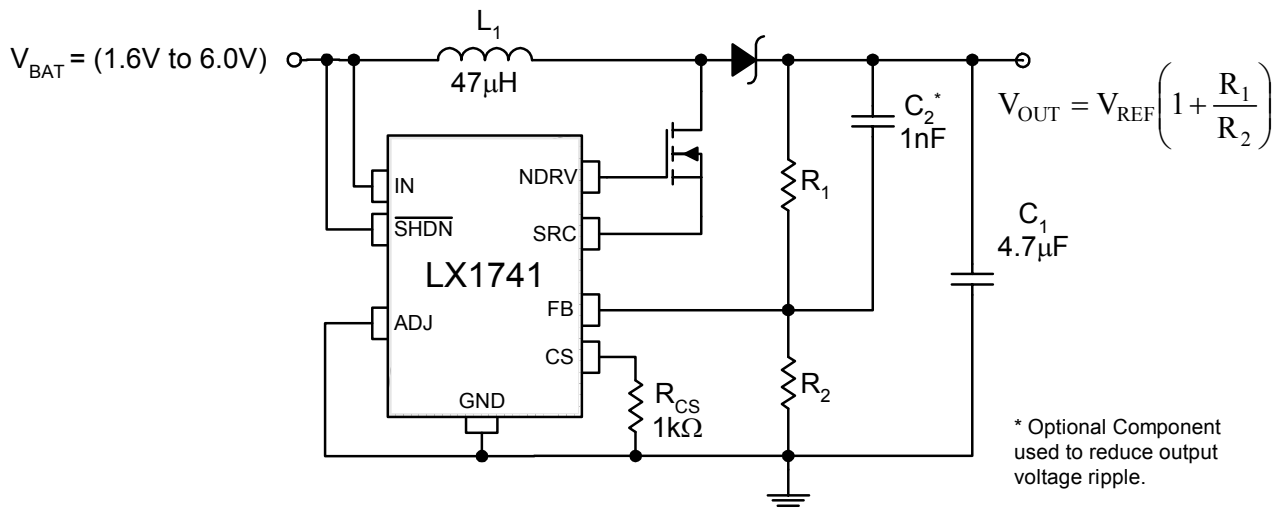 L1
VBAT = (1.6V to 6.0V)
47μH
C2*
1nF
VOUT = VREF(1 + R1/R2)
IN
NDRV
R1
SHDN
SRC
C1
4.7μF
LX1741
FB
ADJ
CS
R2
RCS
1kΩ
GND
* Optional Component
used to reduce output
voltage ripple.